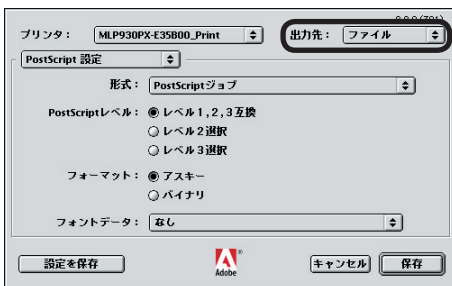 プリンタ： MLP930PX-E35B00_Print 出力先： ファイル
PostScript 設定
形式： PostScriptジョブ
PostScriptレベル： レベル1,2,3互換
レベル2選択
レベル3選択
フォーマット： アスキー
バイナリ
フォントデータ： なし
設定を保存 Adobe キャンセル 保存